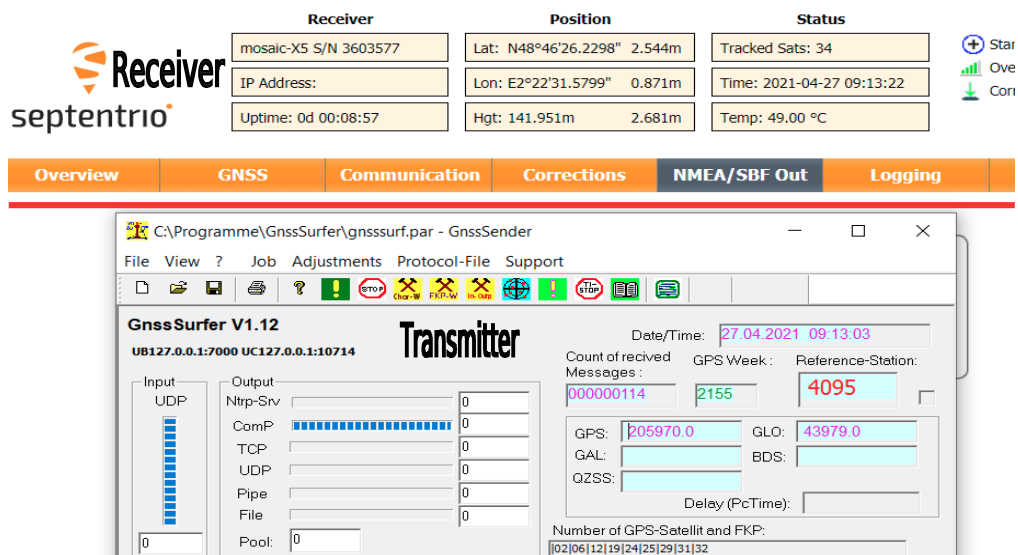 Receiver Position Status
Receiver
septentrio
mosaic-X5 S/N 3603577 Lat: N48°46'26.2298" 2.544m Tracked Sats: 34
IP Address: Lon: E2°22'31.5799" 0.871m Time: 2021-04-27 09:13:22
Uptime: 0d 00:08:57 Hgt: 141.951m 2.681m Temp: 49.00 °C
Star
Ove
Corr
Overview GNSS Communication Corrections NMEA/SBF Out Logging
C:\Programme\GnssSurfer\gnsssurf.par - GnssSender
File View ? Job Adjustments Protocol-File Support
STOP Char-W FKP-W In-Outp STOP
GnssSurfer V1.12
UB127.0.0.1:7000 UC127.0.0.1:10714
Transmitter
Date/Time: 27.04.2021 09:13:03
Count of recived Messages :
000000114
GPS Week :
2155
Reference-Station:
4095
Input
UDP
0
Output
Ntrp-Srv 0
ComP 0
TCP 0
UDP 0
Pipe 0
File 0
Pool: 0
GPS: 205970.0 GLO: 43979.0
GAL: BDS:
QZSS:
Delay (PcTime):
Number of GPS-Satellit and FKP:
||02|06|12|19|24|25|29|31|32